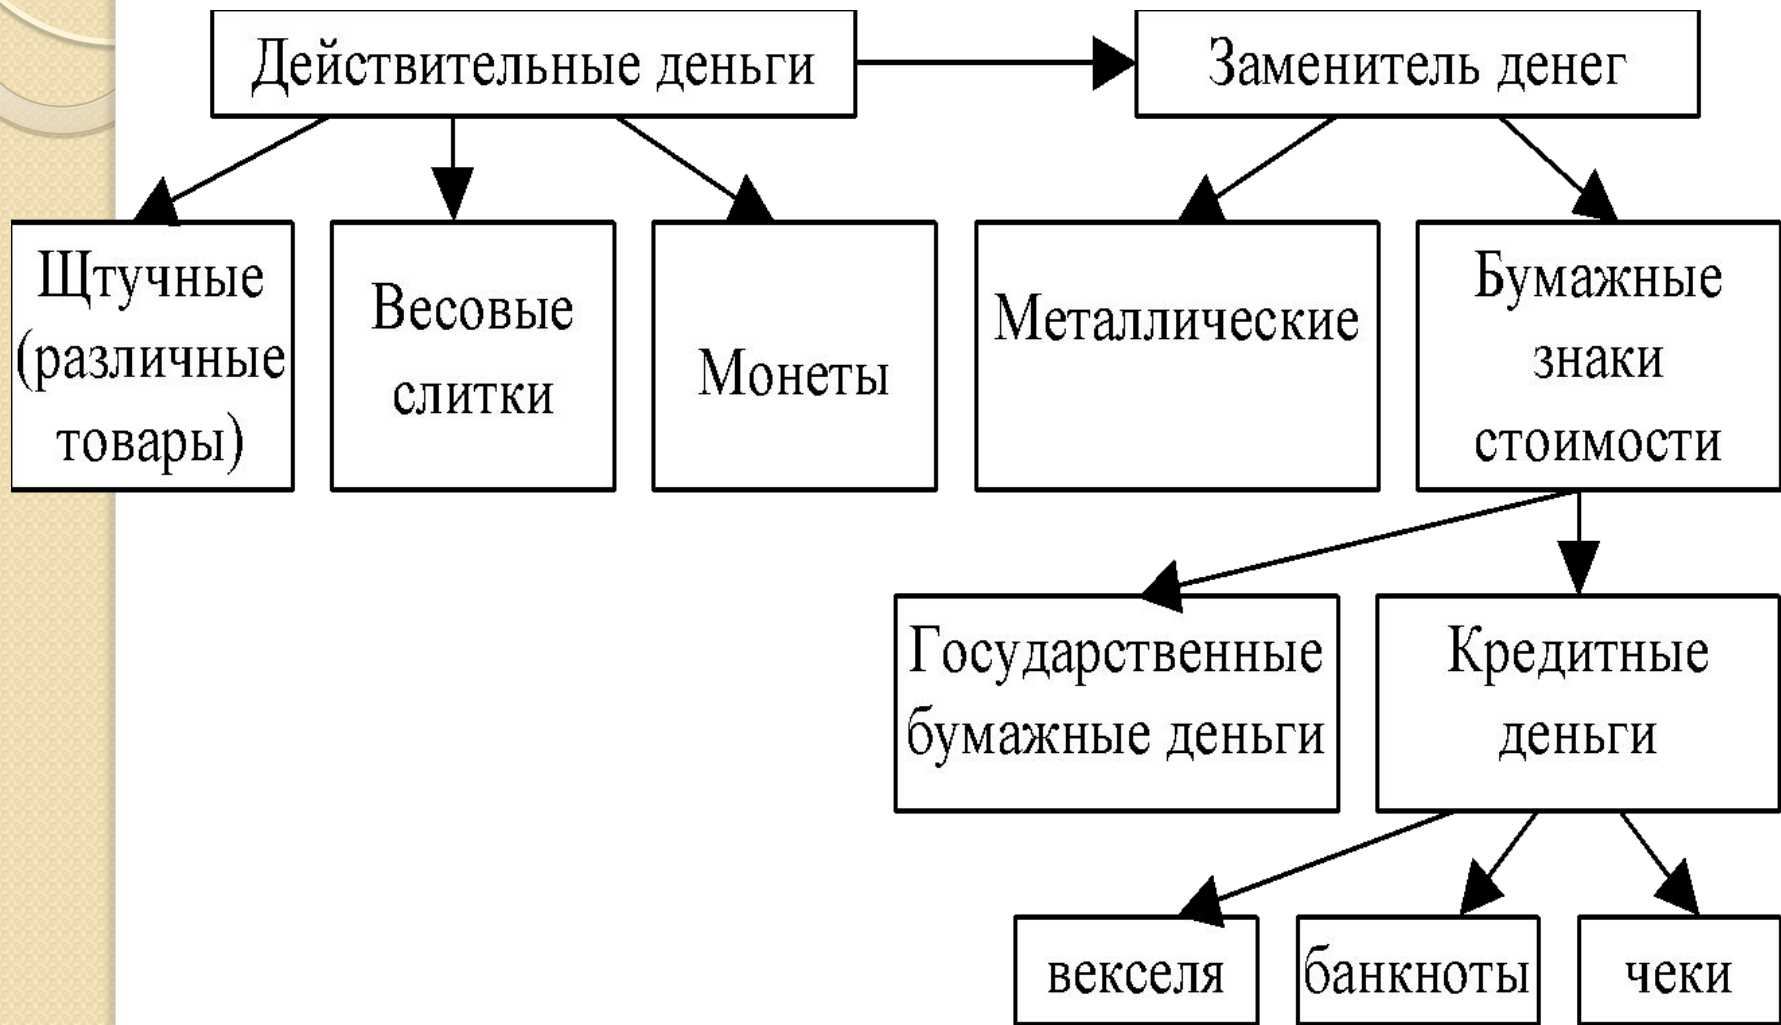 Действительные деньги
Заменитель денег
Щтучные
(различные
товары)
Весовые
слитки
Монеты
Металлические
Бумажные
знаки
стоимости
Государственные
бумажные деньги
Кредитные
деньги
векселя
банкноты
чеки